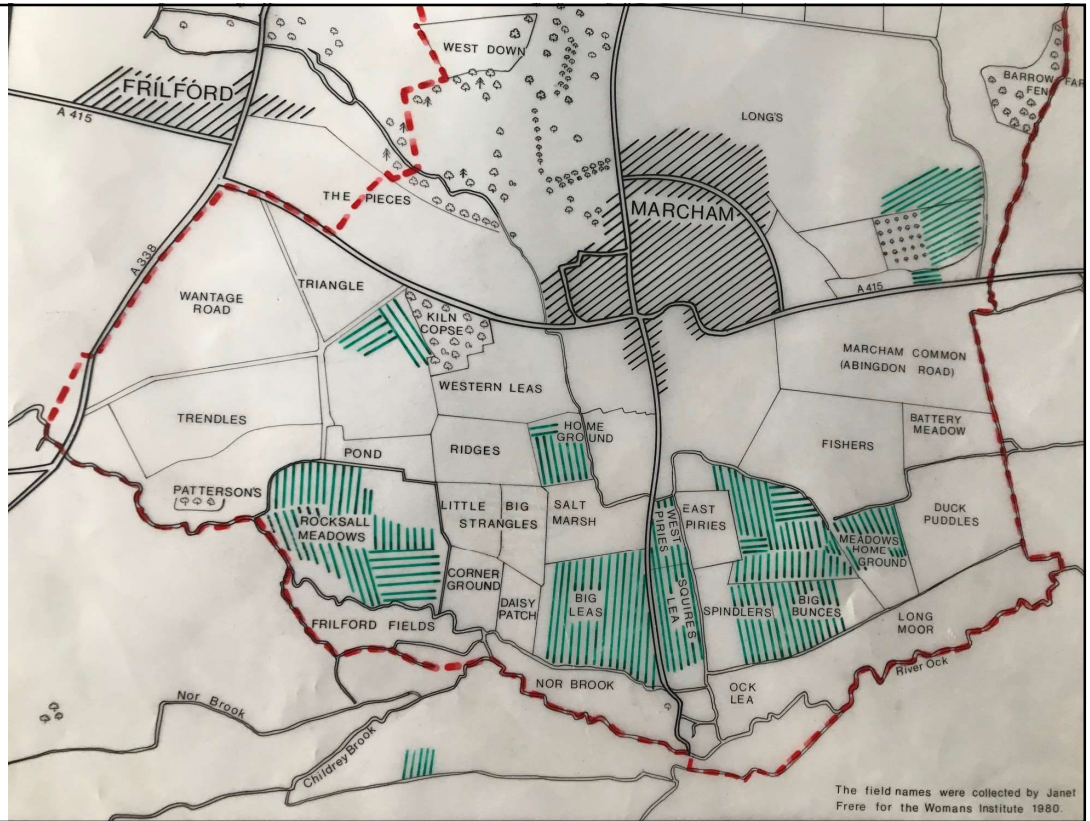 WEST DOWN
BARROW FAR
FEN
FRILFORD
A 415
LONG'S
THE PIECES
MARCHAM
A 338
A 415
TRIANGLE
WANTAGE
ROAD
KILN
COPSE
MARCHAM COMMON
(ABINGDON ROAD)
WESTERN LEAS
TRENDLES
HOME
GROUND
BATTERY
MEADOW
FISHERS
POND
RIDGES
PATTERSON'S
LITTLE BIG
STRANGLES
SALT
MARSH
WEST
PIRIES
EAST
PIRIES
DUCK
PUDDLES
ROCKSALL
MEADOWS
MEADOWS
HOME
GROUND
CORNER
GROUND
DAISY
PATCH
BIG
LEAS
SQUIRES
LEA
SPINDLERS
BIG
BUNCES
LONG
MOOR
FRILFORD FIELDS
River Ock
NOR BROOK
OCK
LEA
Nor Brook
Childrey Brook
The field names were collected by Janet
Frere for the Womans Institute 1980.